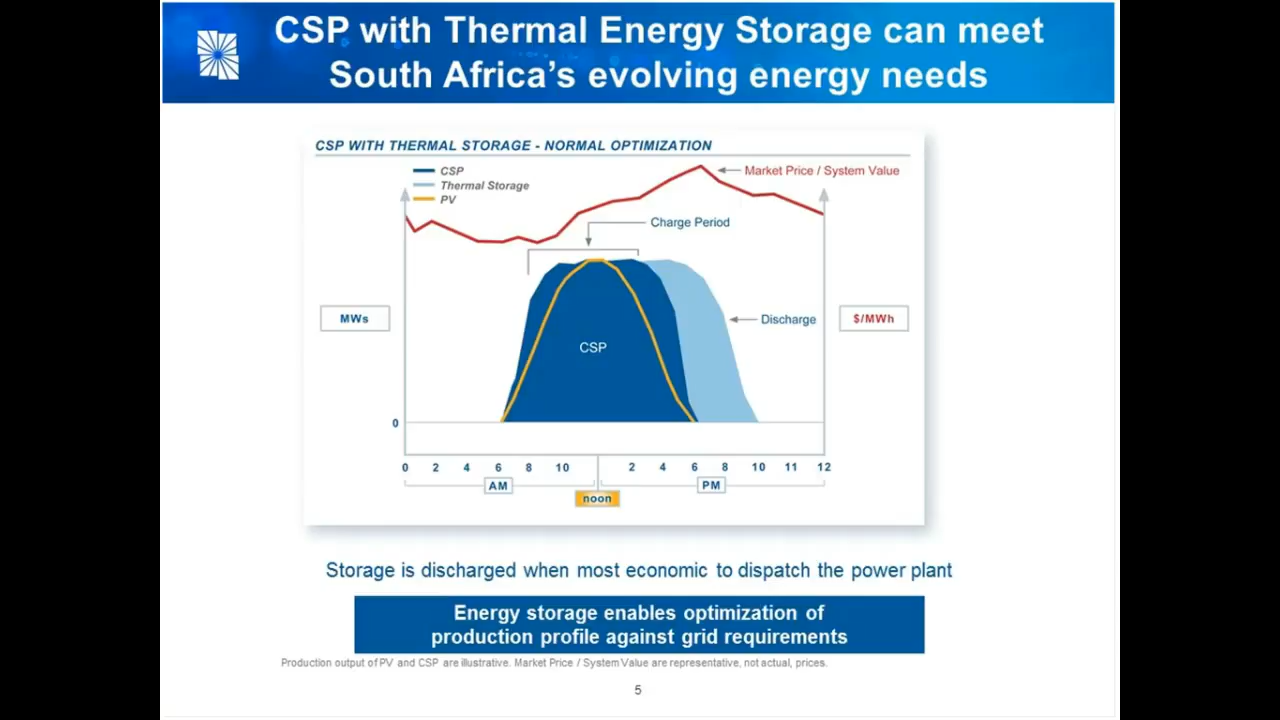 CSP with Thermal Energy Storage can meet
South Africa's evolving energy needs
CSP WITH THERMAL STORAGE - NORMAL OPTIMIZATION
CSP
Thermal Storage
PV
Market Price / System Value
Charge Period
MWs
Discharge
$/MWh
CSP
0
0 2 4 6 8 10 2 4 6 8 10 11 12
AM
PM
noon
Storage is discharged when most economic to dispatch the power plant
Energy storage enables optimization of
production profile against grid requirements
Production output of PV and CSP are illustrative. Market Price / System Value are representative, not actual, prices.
5